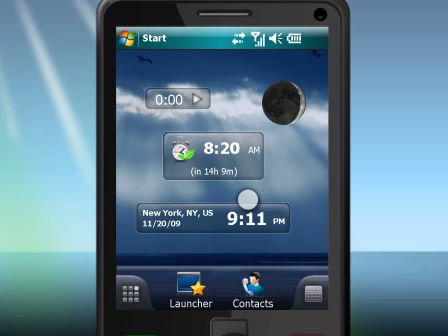 Start
0:00
8:20 AM
(in 14h 9m)
New York, NY, US
11/20/09
9:11 PM
Launcher Contacts